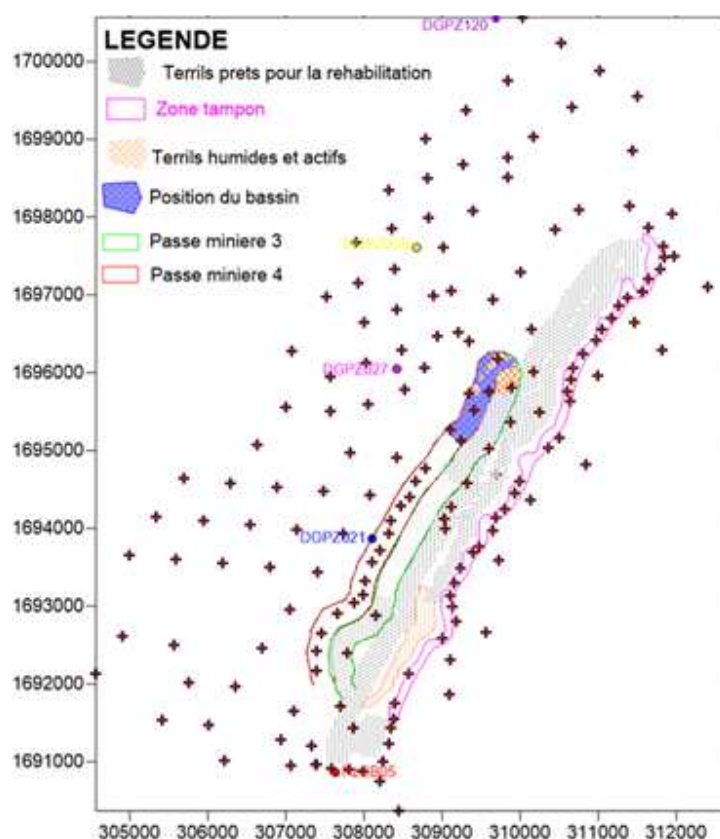 DGPZ120
LEGENDE
Terrils prets pour la rehabilitation
Zone tampon
Terrils humides et actifs
Position du bassin
Passe miniere 3
Passe miniere 4
DGPZ027
DGPZ021
1700000
1699000
1698000
1697000
1696000
1695000
1694000
1693000
1692000
1691000
305000 306000 307000 308000 309000 310000 311000 312000